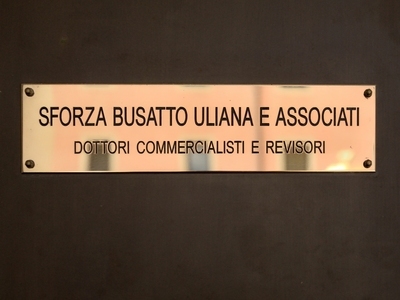 SFORZA BUSATTO ULIANA E ASSOCIATI
DOTTORI COMMERCIALISTI E REVISORI